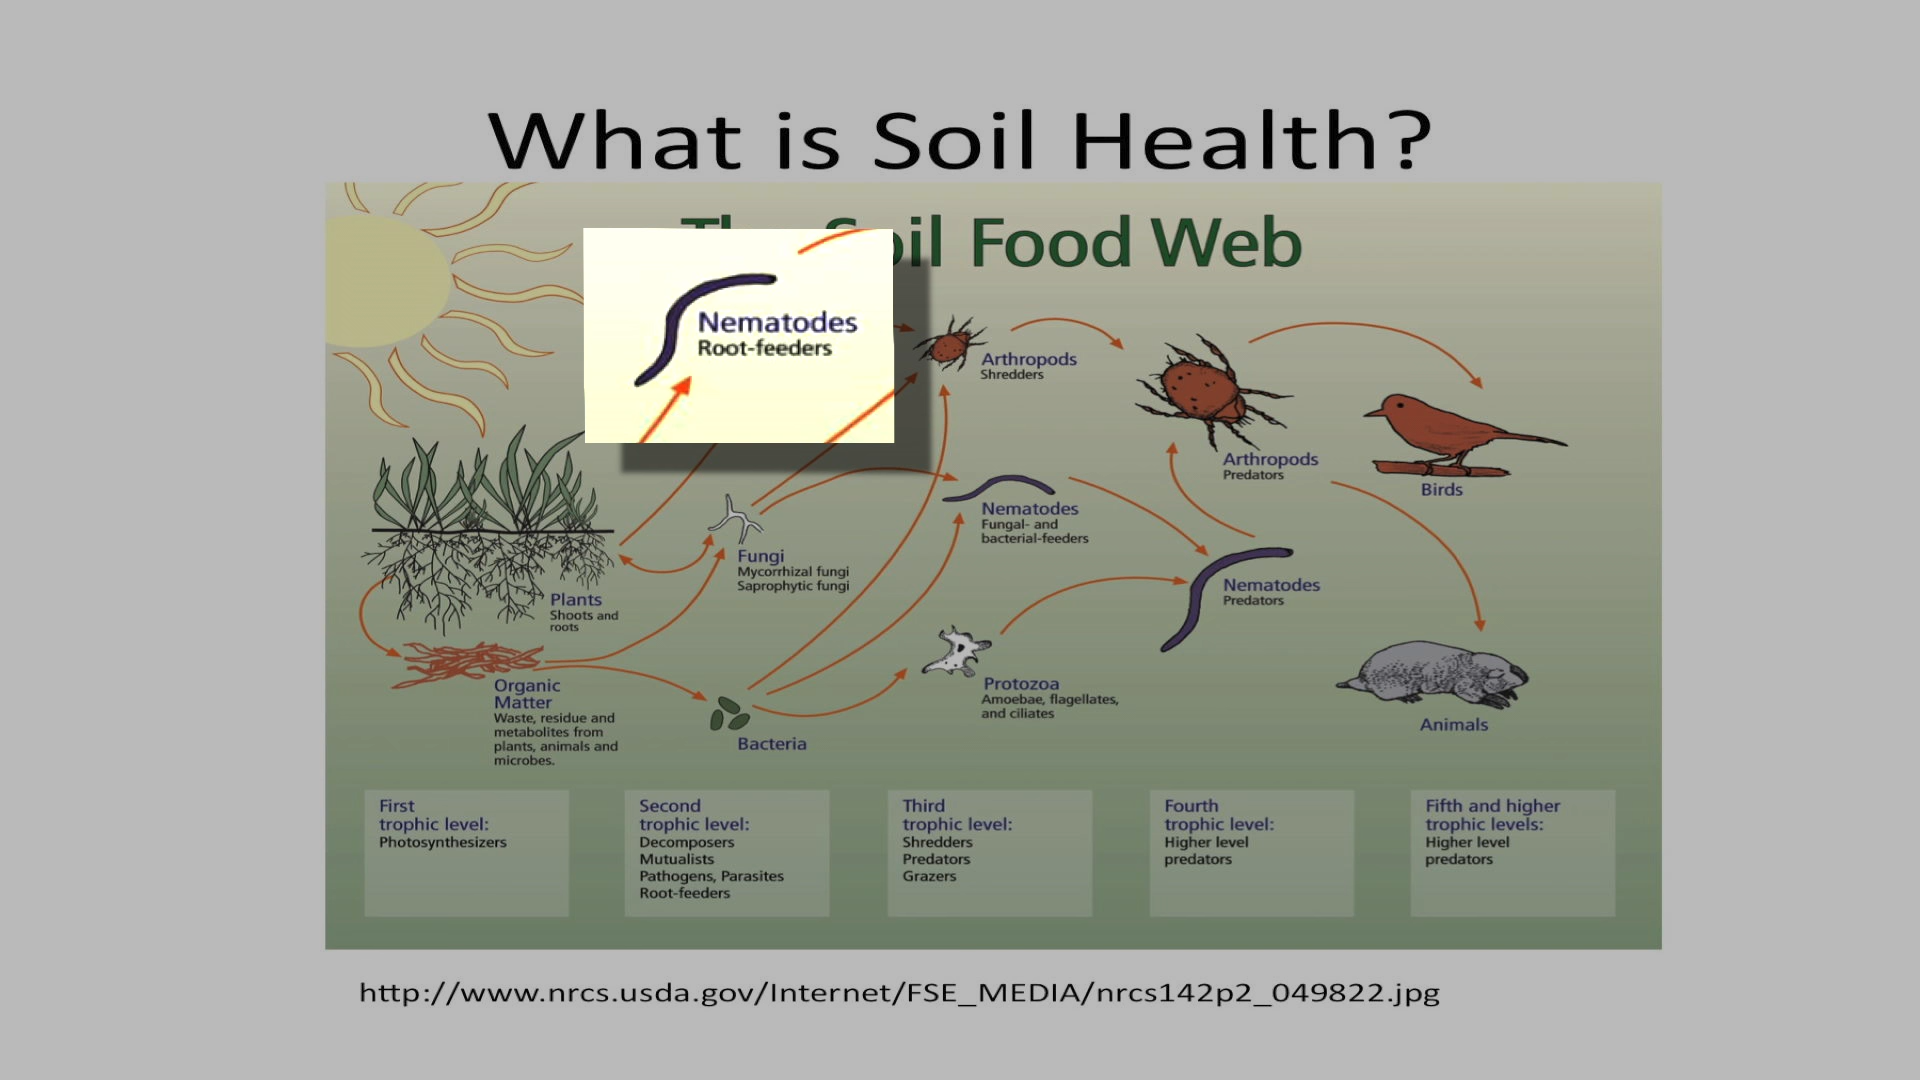 What is Soil Health?
The Soil Food Web
Nematodes
Root-feeders
Arthropods
Shredders
Arthropods
Predators
Birds
Nematodes
Fungal- and
bacterial-feeders
Fungi
Mycorrhizal fungi
Saprophytic fungi
Nematodes
Predators
Plants
Shoots and
roots
Organic
Matter
Waste, residue and
metabolites from
plants, animals and
microbes.
Bacteria
Protozoa
Amoebae, flagellates,
and ciliates
Animals
First
trophic level:
Photosynthesizers
Second
trophic level:
Decomposers
Mutualists
Pathogens, Parasites
Root-feeders
Third
trophic level:
Shredders
Predators
Grazers
Fourth
trophic level:
Higher level
predators
Fifth and higher
trophic levels:
Higher level
predators
http://www.nrcs.usda.gov/Internet/FSE_MEDIA/nrcs142p2_049822.jpg